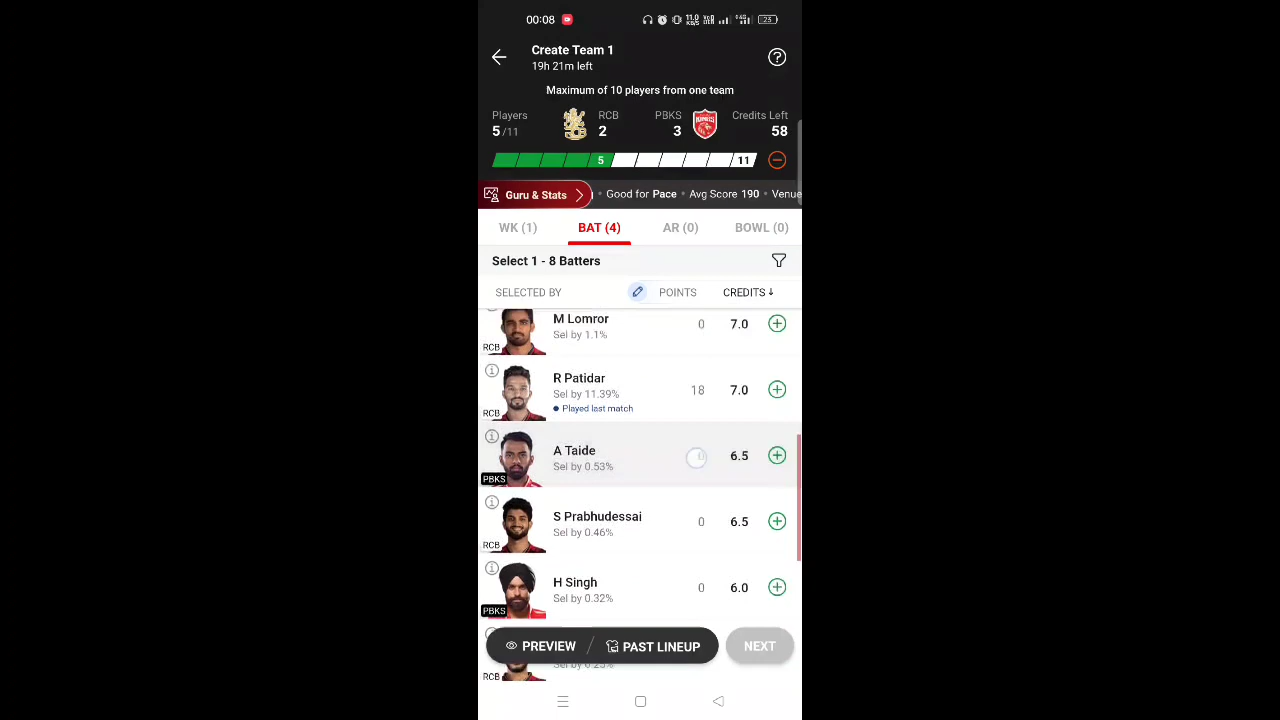 00:08
11.0 KB/S
23
Create Team 1
19h 21m left
Maximum of 10 players from one team
Players RCB PBKS Credits Left
5/11 2 3 58
5 11
Guru & Stats • Good for Pace • Avg Score 190 • Venue
WK (1) BAT (4) AR (0) BOWL (0)
Select 1 - 8 Batters
SELECTED BY POINTS CREDITS ↓
M Lomror 0 7.0
Sel by 1.1%
RCB
R Patidar 18 7.0
Sel by 11.39%
• Played last match
RCB
A Taide 6.5
Sel by 0.53%
PBKS
S Prabhudessai 0 6.5
Sel by 0.46%
RCB
H Singh 0 6.0
Sel by 0.32%
PBKS
PREVIEW / PAST LINEUP NEXT
RCB